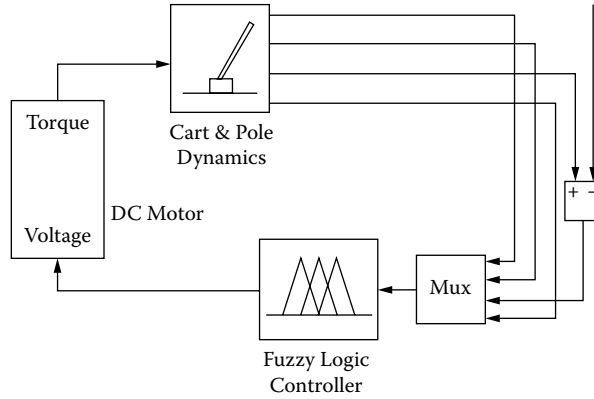 Torque
Cart & Pole
Dynamics
+ −
DC Motor
Voltage
Mux
Fuzzy Logic
Controller